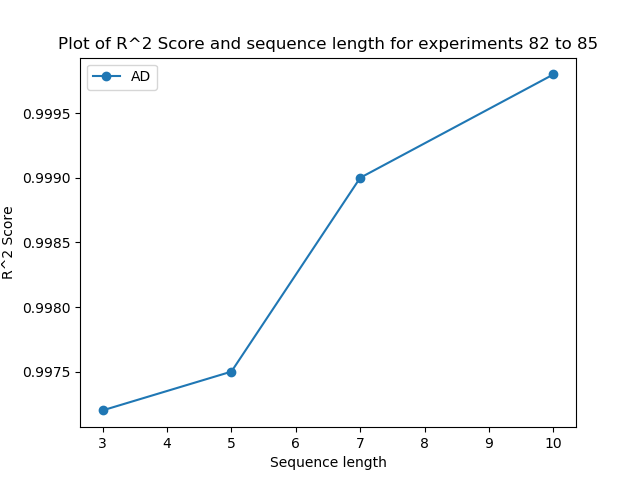 Plot of R^2 Score and sequence length for experiments 82 to 85
AD
0.9995
0.9990
0.9985
0.9980
0.9975
R^2 Score
3 4 5 6 7 8 9 10
Sequence length